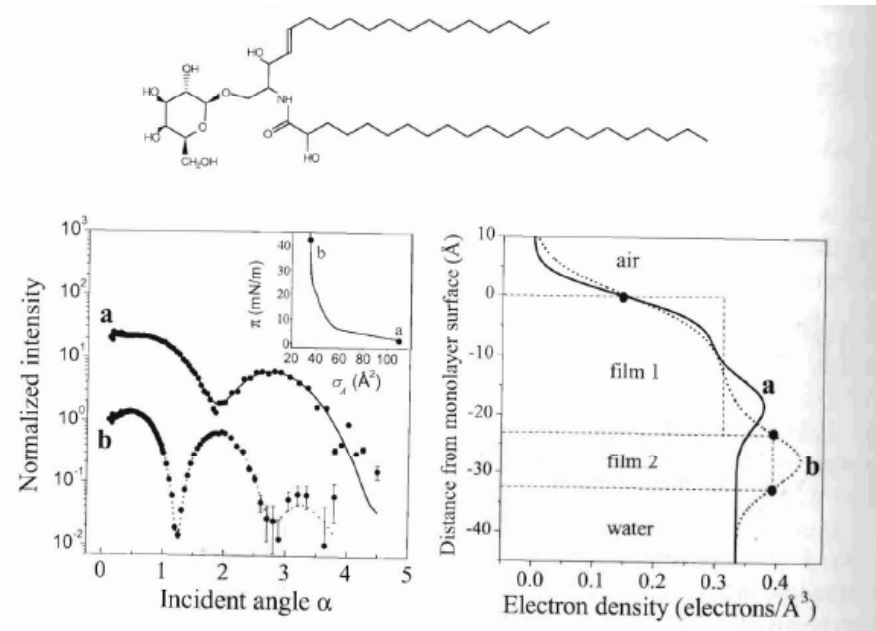 HO
OH
HO
O
NH
HO
O
HO
O
HO
CH2OH
10³
10²
10¹
10⁰
10⁻¹
10⁻²
Normalized intensity
a
b
0 1 2 3 4 5
Incident angle α
40
30
20
10
0
π (mN/m)
b
a
20 40 60 80 100
σA (Å²)
10
0
-10
-20
-30
-40
Distance from monolayer surface (Å)
air
film 1
a
film 2
b
water
0.0 0.1 0.2 0.3 0.4
Electron density (electrons/Å³)